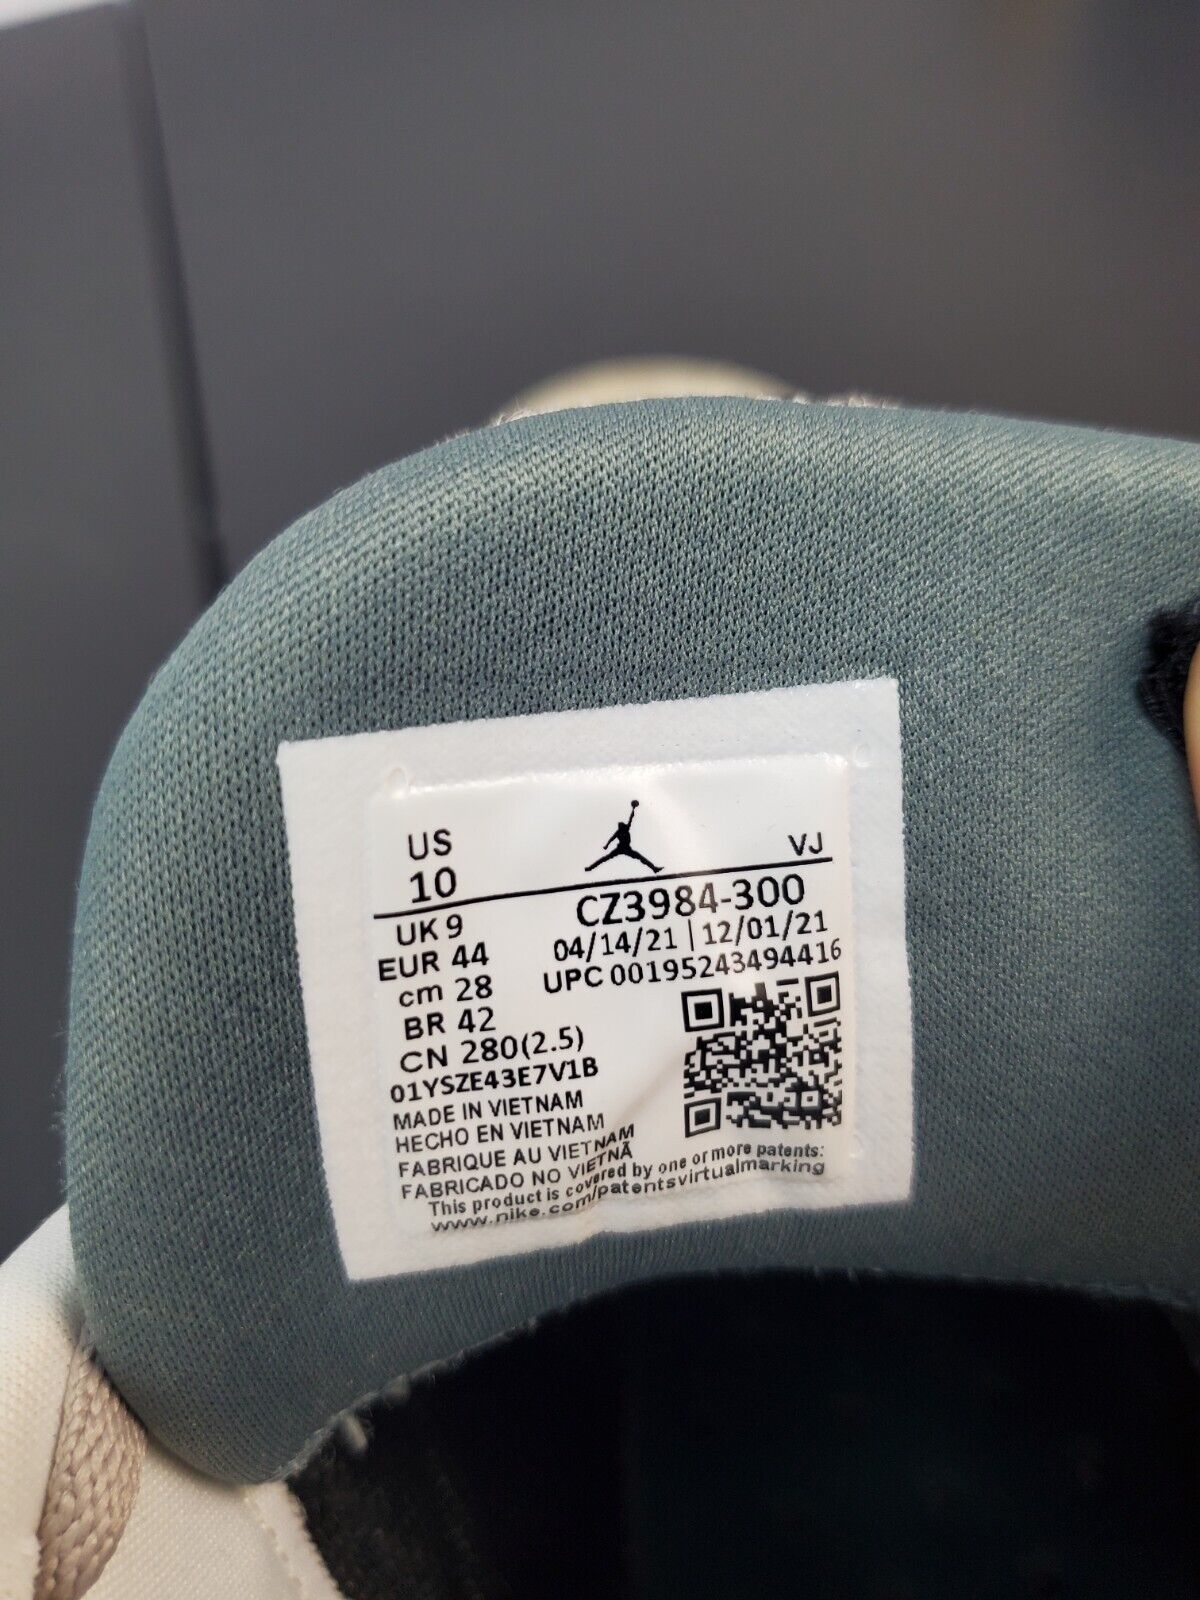 US
10
VJ
UK 9
CZ3984-300
EUR 44
04/14/21 | 12/01/21
cm 28
UPC 00195243494416
BR 42
CN 280(2.5)
01YSZE43E7V1B
MADE IN VIETNAM
HECHO EN VIETNAM
FABRIQUE AU VIETNAM
FABRICADO NO VIETNÃ
This product is covered by one or more patents:
www.nike.com/patentsvirtualmarking